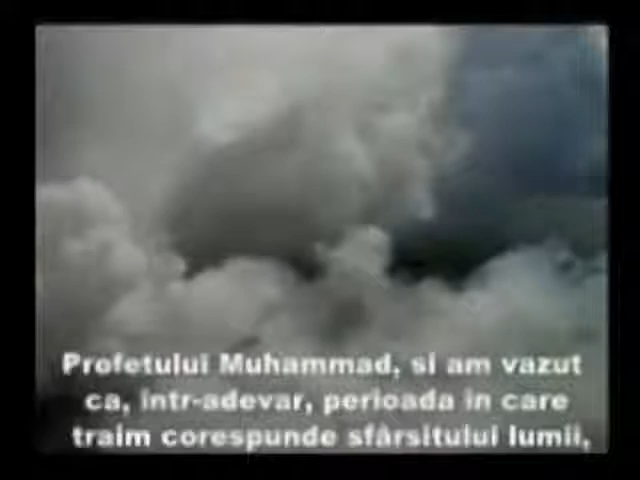 Profetului Muhammad, si am vazut
ca, intr-adevar, perioada in care
traim corespunde sfârsitului lumii,